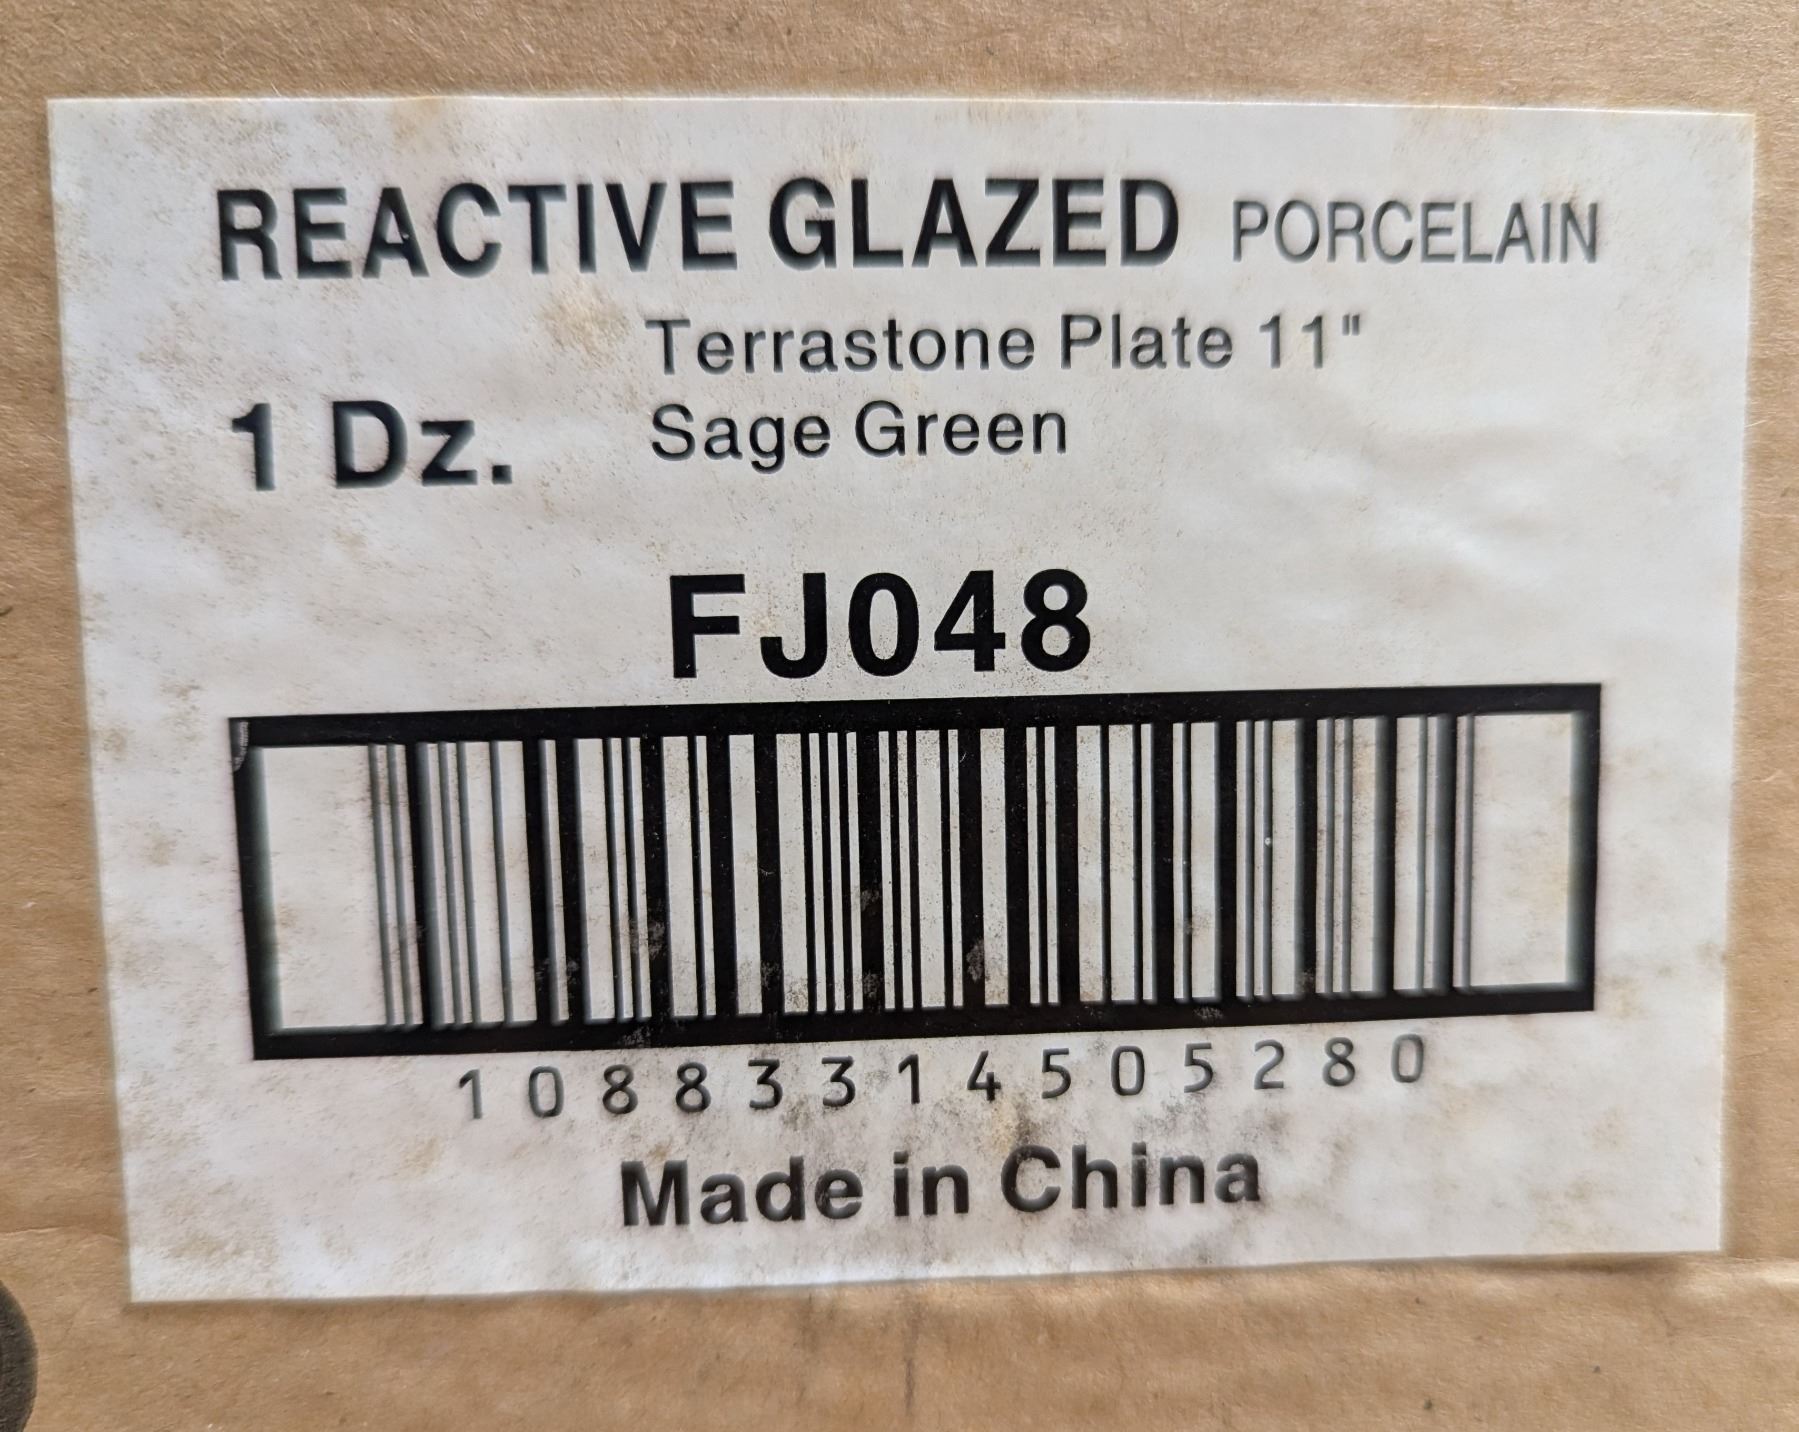 REACTIVE GLAZED PORCELAIN
Terrastone Plate 11"
1 Dz.
Sage Green
FJ048
10883314505280
Made in China